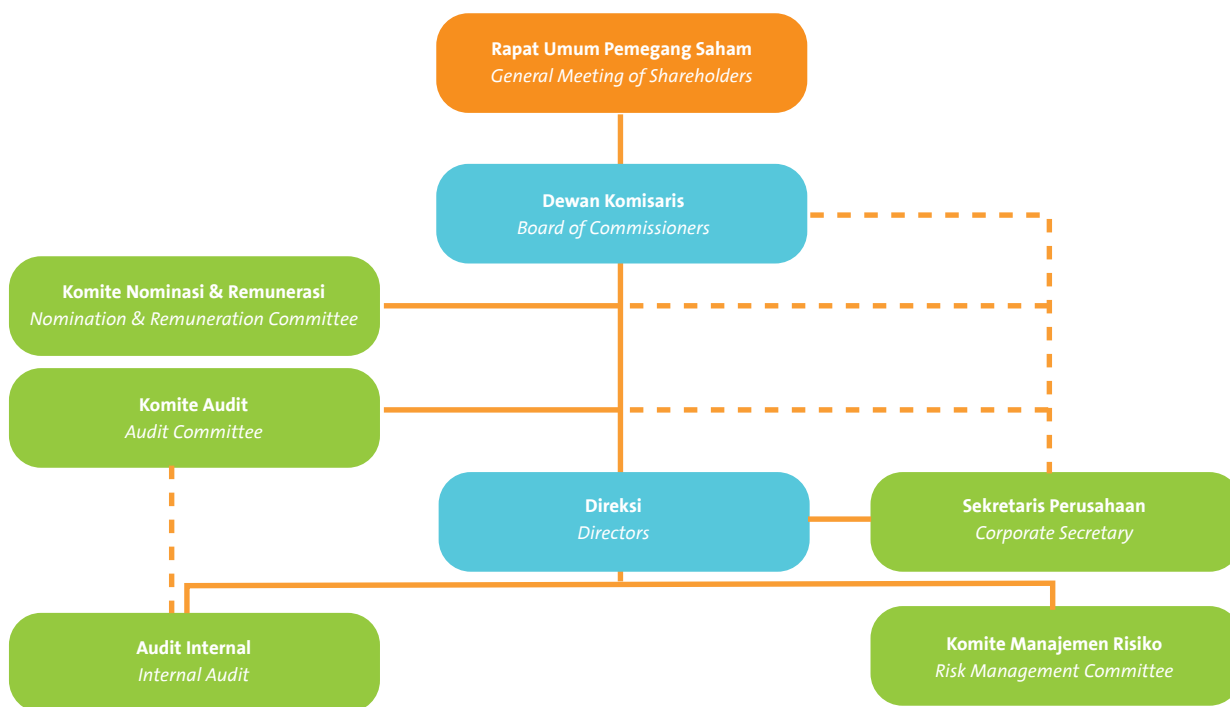 Rapat Umum Pemegang Saham
General Meeting of Shareholders
Dewan Komisaris
Board of Commissioners
Komite Nominasi & Remunerasi
Nomination & Remuneration Committee
Komite Audit
Audit Committee
Direksi
Directors
Sekretaris Perusahaan
Corporate Secretary
Audit Internal
Internal Audit
Komite Manajemen Risiko
Risk Management Committee